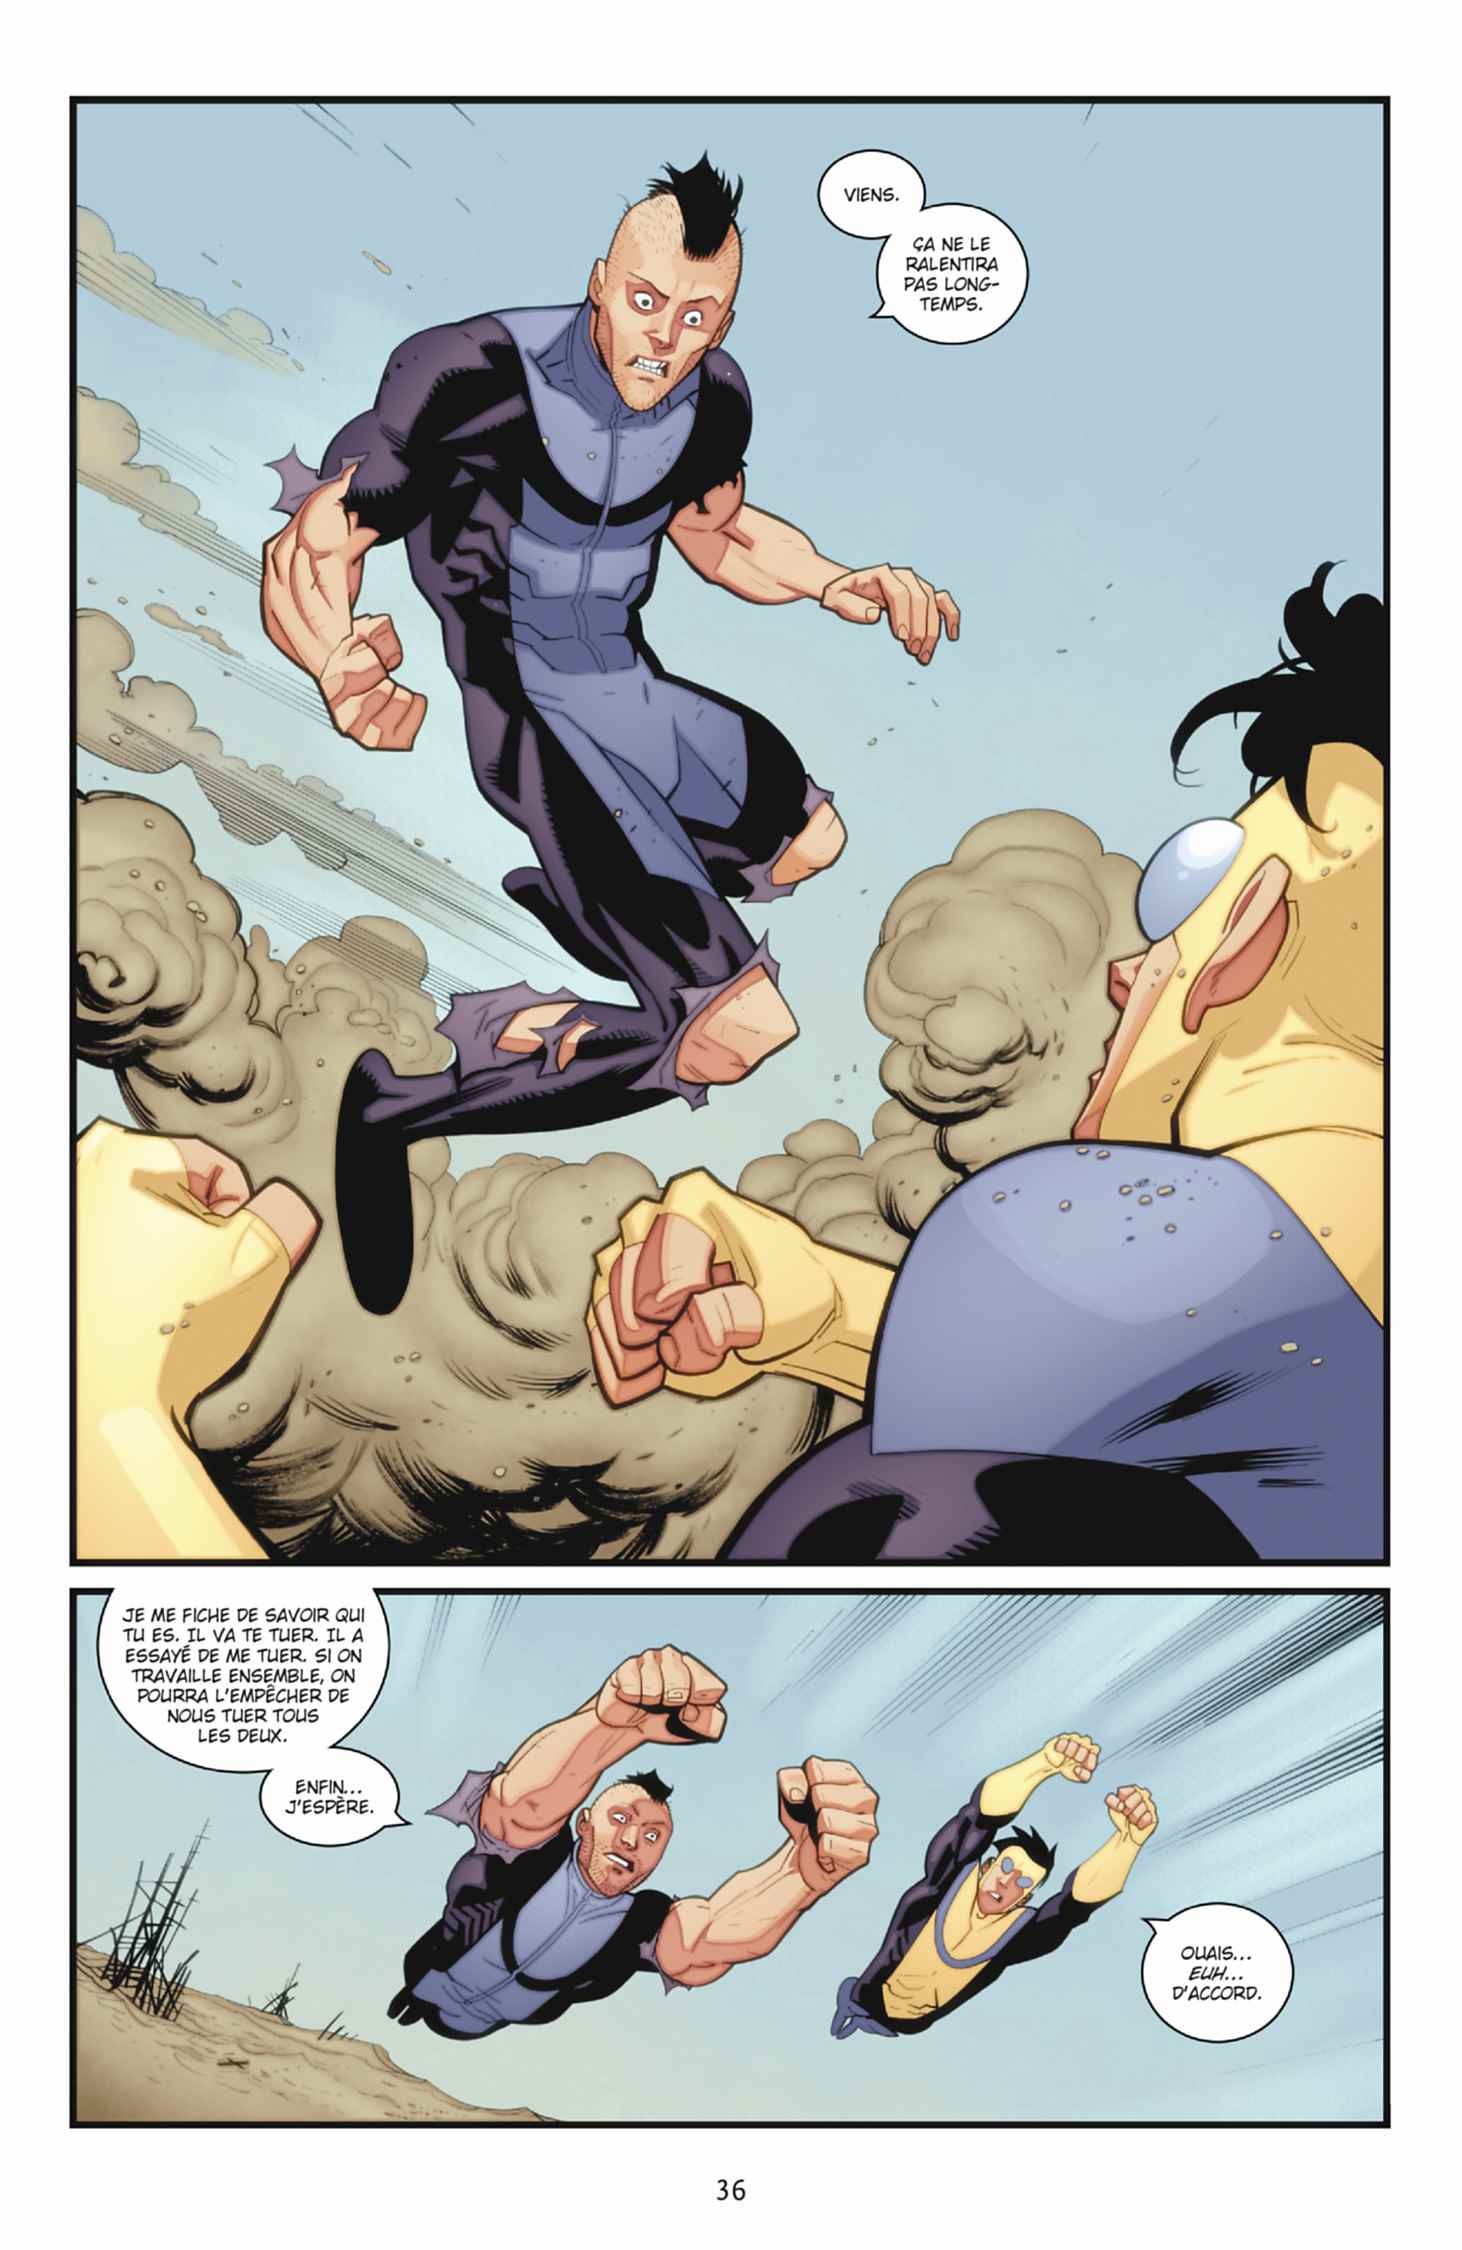 VIENS.
ÇA NE LE
RALENTIRA
PAS LONG-
TEMPS.
JE ME FICHE DE SAVOIR QUI
TU ES. IL VA TE TUER. IL A
ESSAYÉ DE ME TUER. SI ON
TRAVAILLE ENSEMBLE, ON
POURRA L'EMPÊCHER DE
NOUS TUER TOUS
LES DEUX.
ENFIN...
J'ESPÈRE.
OUAIS...
EUH...
D'ACCORD.
36